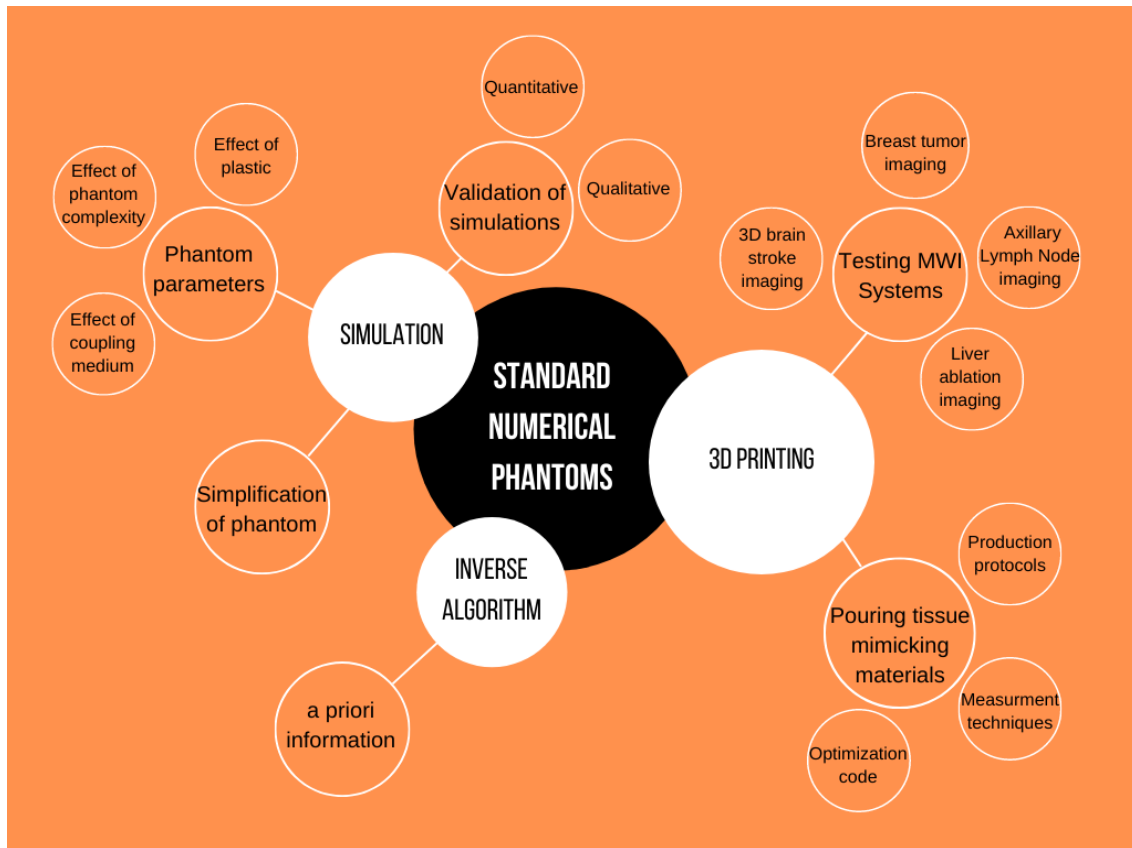 Quantitative
Qualitative
Validation of
simulations
Effect of
plastic
Effect of
phantom
complexity
Phantom
parameters
Effect of
coupling
medium
SIMULATION
Simplification
of phantom
STANDARD
NUMERICAL
PHANTOMS
INVERSE
ALGORITHM
a priori
information
3D PRINTING
Breast tumor
imaging
3D brain
stroke
imaging
Testing MWI
Systems
Axillary
Lymph Node
imaging
Liver
ablation
imaging
Production
protocols
Pouring tissue
mimicking
materials
Measurment
techniques
Optimization
code